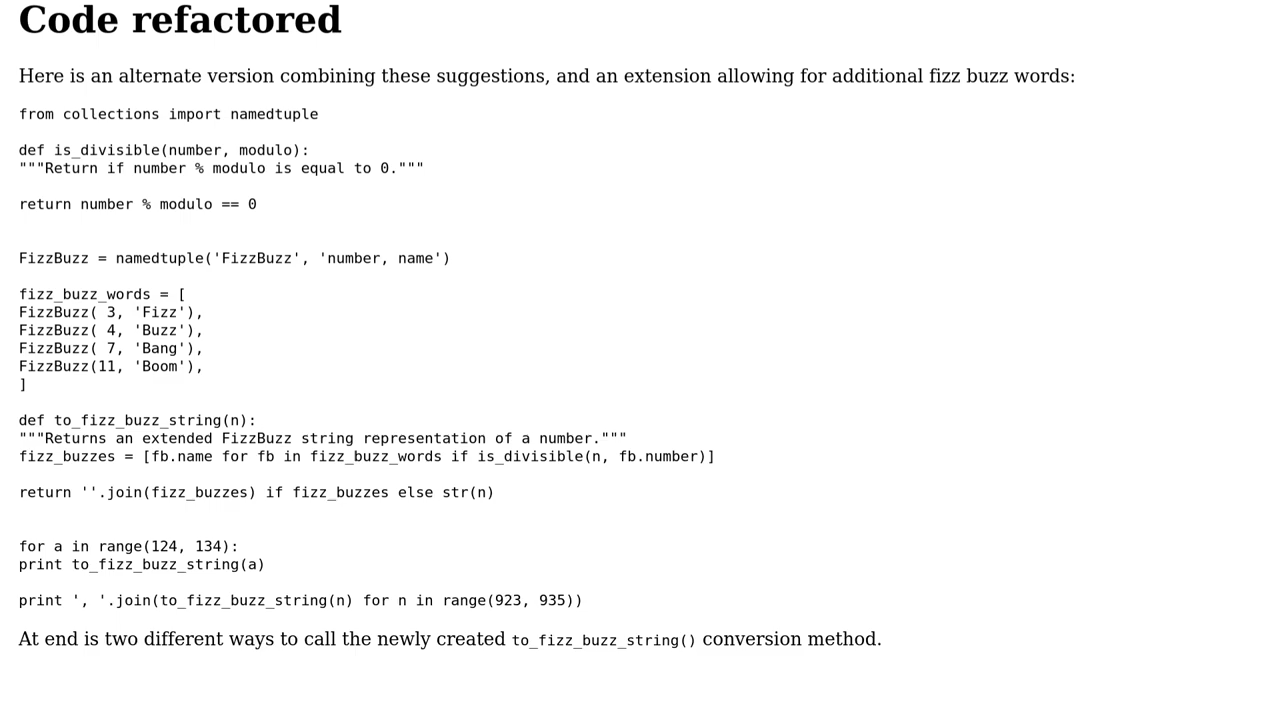 Code refactored
Here is an alternate version combining these suggestions, and an extension allowing for additional fizz buzz words:
from collections import namedtuple
def is_divisible(number, modulo):
"""Return if number % modulo is equal to 0."""
return number % modulo == 0
FizzBuzz = namedtuple('FizzBuzz', 'number, name')
fizz_buzz_words = [
FizzBuzz( 3, 'Fizz'),
FizzBuzz( 4, 'Buzz'),
FizzBuzz( 7, 'Bang'),
FizzBuzz(11, 'Boom'),
]
def to_fizz_buzz_string(n):
"""Returns an extended FizzBuzz string representation of a number."""
fizz_buzzes = [fb.name for fb in fizz_buzz_words if is_divisible(n, fb.number)]
return ''.join(fizz_buzzes) if fizz_buzzes else str(n)
for a in range(124, 134):
print to_fizz_buzz_string(a)
print ', '.join(to_fizz_buzz_string(n) for n in range(923, 935))
At end is two different ways to call the newly created to_fizz_buzz_string() conversion method.